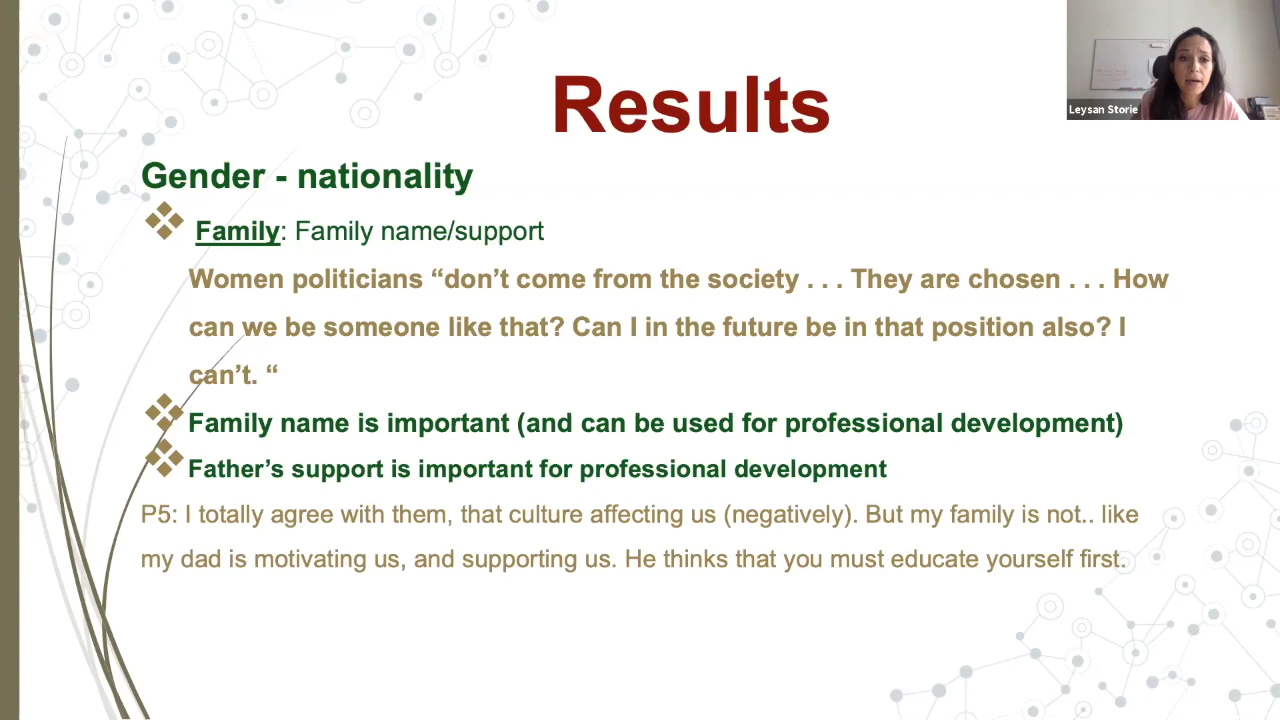 Results
Leysan Storie
Gender - nationality
Family: Family name/support
Women politicians “don’t come from the society . . . They are chosen . . . How
can we be someone like that? Can I in the future be in that position also? I
can’t. “
Family name is important (and can be used for professional development)
Father’s support is important for professional development
P5: I totally agree with them, that culture affecting us (negatively). But my family is not.. like
my dad is motivating us, and supporting us. He thinks that you must educate yourself first.